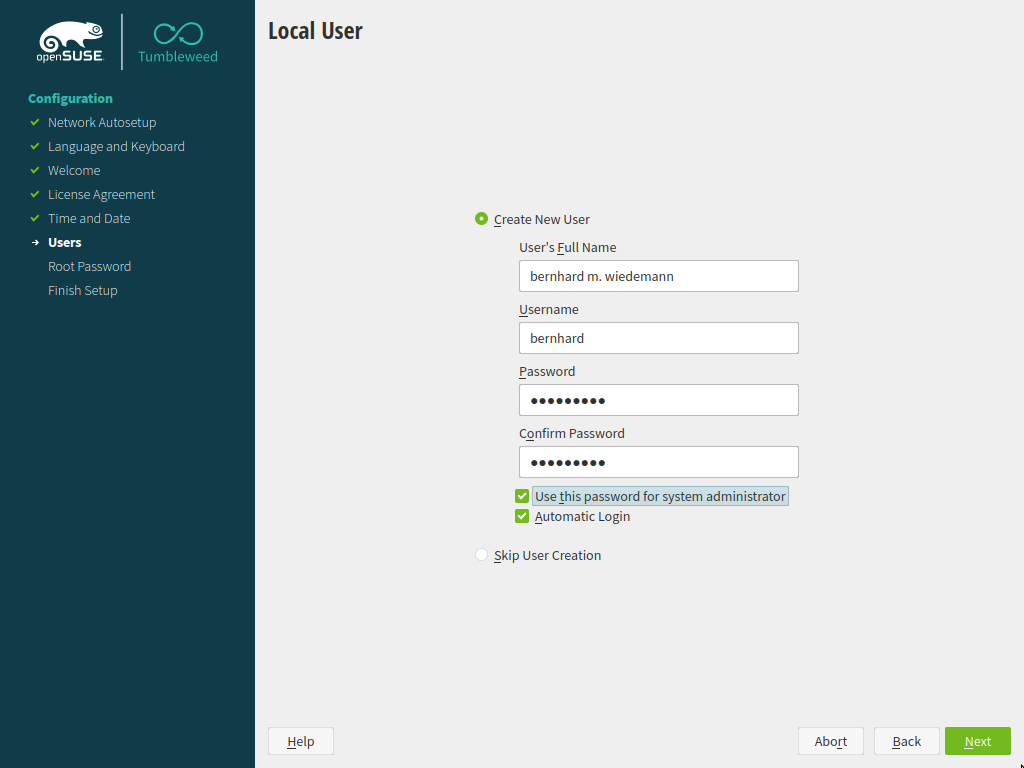 openSUSE
Tumbleweed
Configuration
Network Autosetup
Language and Keyboard
Welcome
License Agreement
Time and Date
Users
Root Password
Finish Setup
Local User
Create New User
User's Full Name
bernhard m. wiedemann
Username
bernhard
Password
●●●●●●●●●
Confirm Password
●●●●●●●●●
Use this password for system administrator
Automatic Login
Skip User Creation
Help
Abort
Back
Next